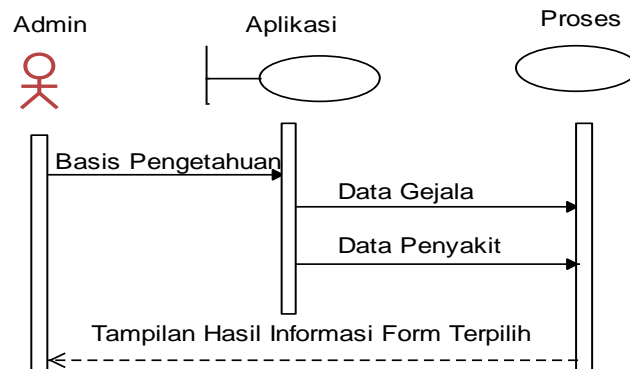 Admin
Aplikasi
Proses
Basis Pengetahuan
Data Gejala
Data Penyakit
Tampilan Hasil Informasi Form Terpilih